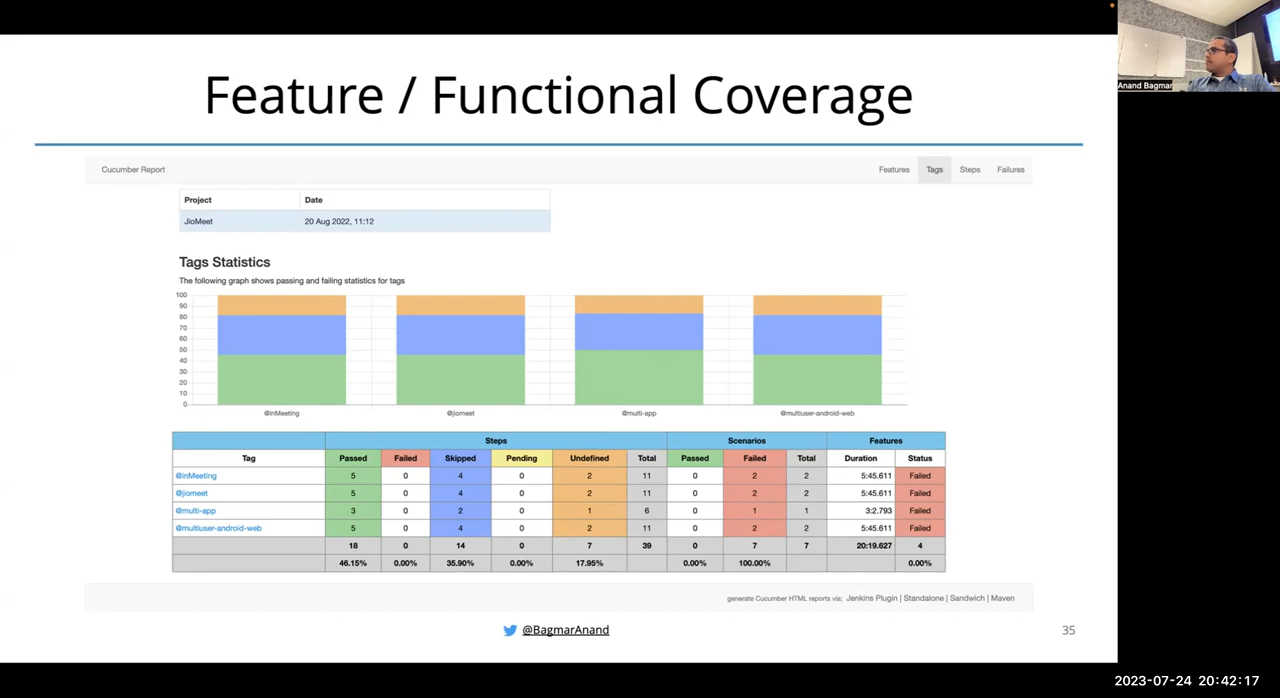 Feature / Functional Coverage
Anand Bagmar
Cucumber Report Features Tags Steps Failures
Project Date
JioMeet 20 Aug 2022, 11:12
Tags Statistics
The following graph shows passing and failing statistics for tags
100
90
80
70
60
50
40
30
20
10
0
@inMeeting @jiomeet @multi-app @multiuser-android-web
Steps Scenarios Features
Tag Passed Failed Skipped Pending Undefined Total Passed Failed Total Duration Status
@inMeeting 5 0 4 0 2 11 0 2 2 5:45.611 Failed
@jiomeet 5 0 4 0 2 11 0 2 2 5:45.611 Failed
@multi-app 3 0 2 0 1 6 0 1 1 3:2.793 Failed
@multiuser-android-web 5 0 4 0 2 11 0 2 2 5:45.611 Failed
18 0 14 0 7 39 0 7 7 20:19.627 4
46.15% 0.00% 35.90% 0.00% 17.95% 0.00% 100.00% 0.00%
generate Cucumber HTML reports via: Jenkins Plugin | Standalone | Sandwich | Maven
@BagmarAnand
35
2023-07-24 20:42:17